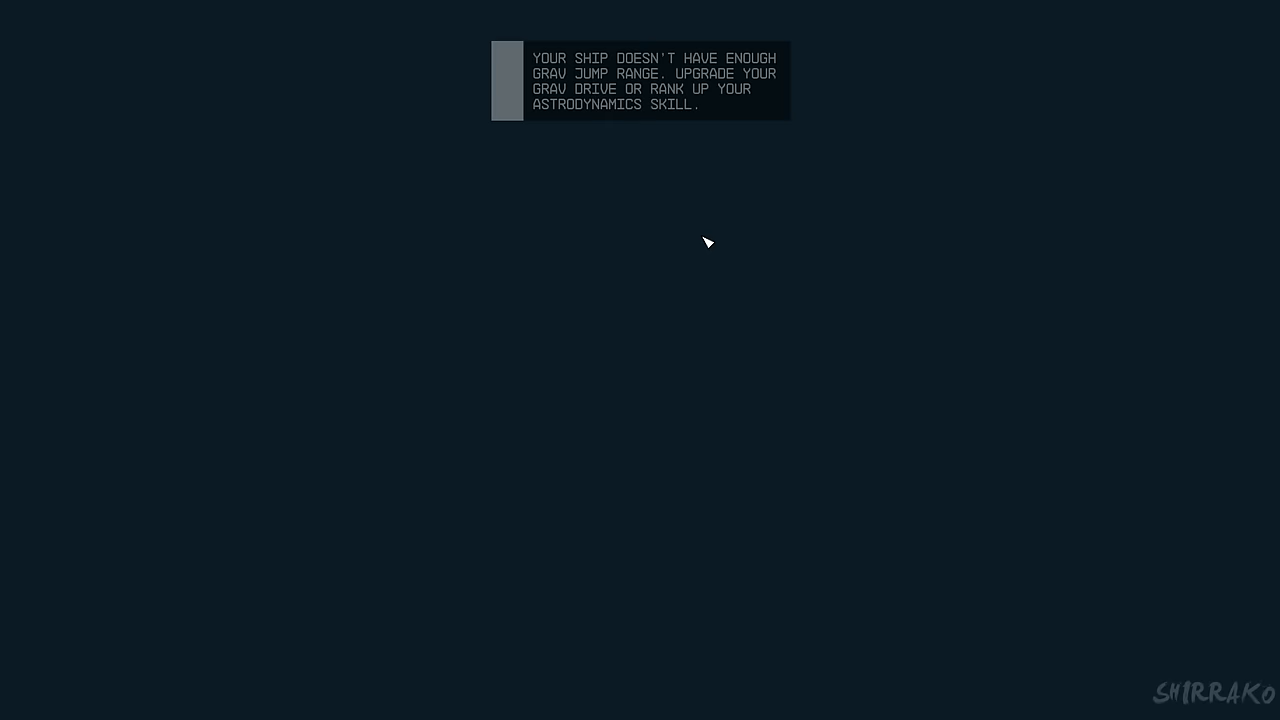 YOUR SHIP DOESN'T HAVE ENOUGH
GRAV JUMP RANGE. UPGRADE YOUR
GRAV DRIVE OR RANK UP YOUR
ASTRODYNAMICS SKILL.
SHIRRAKO